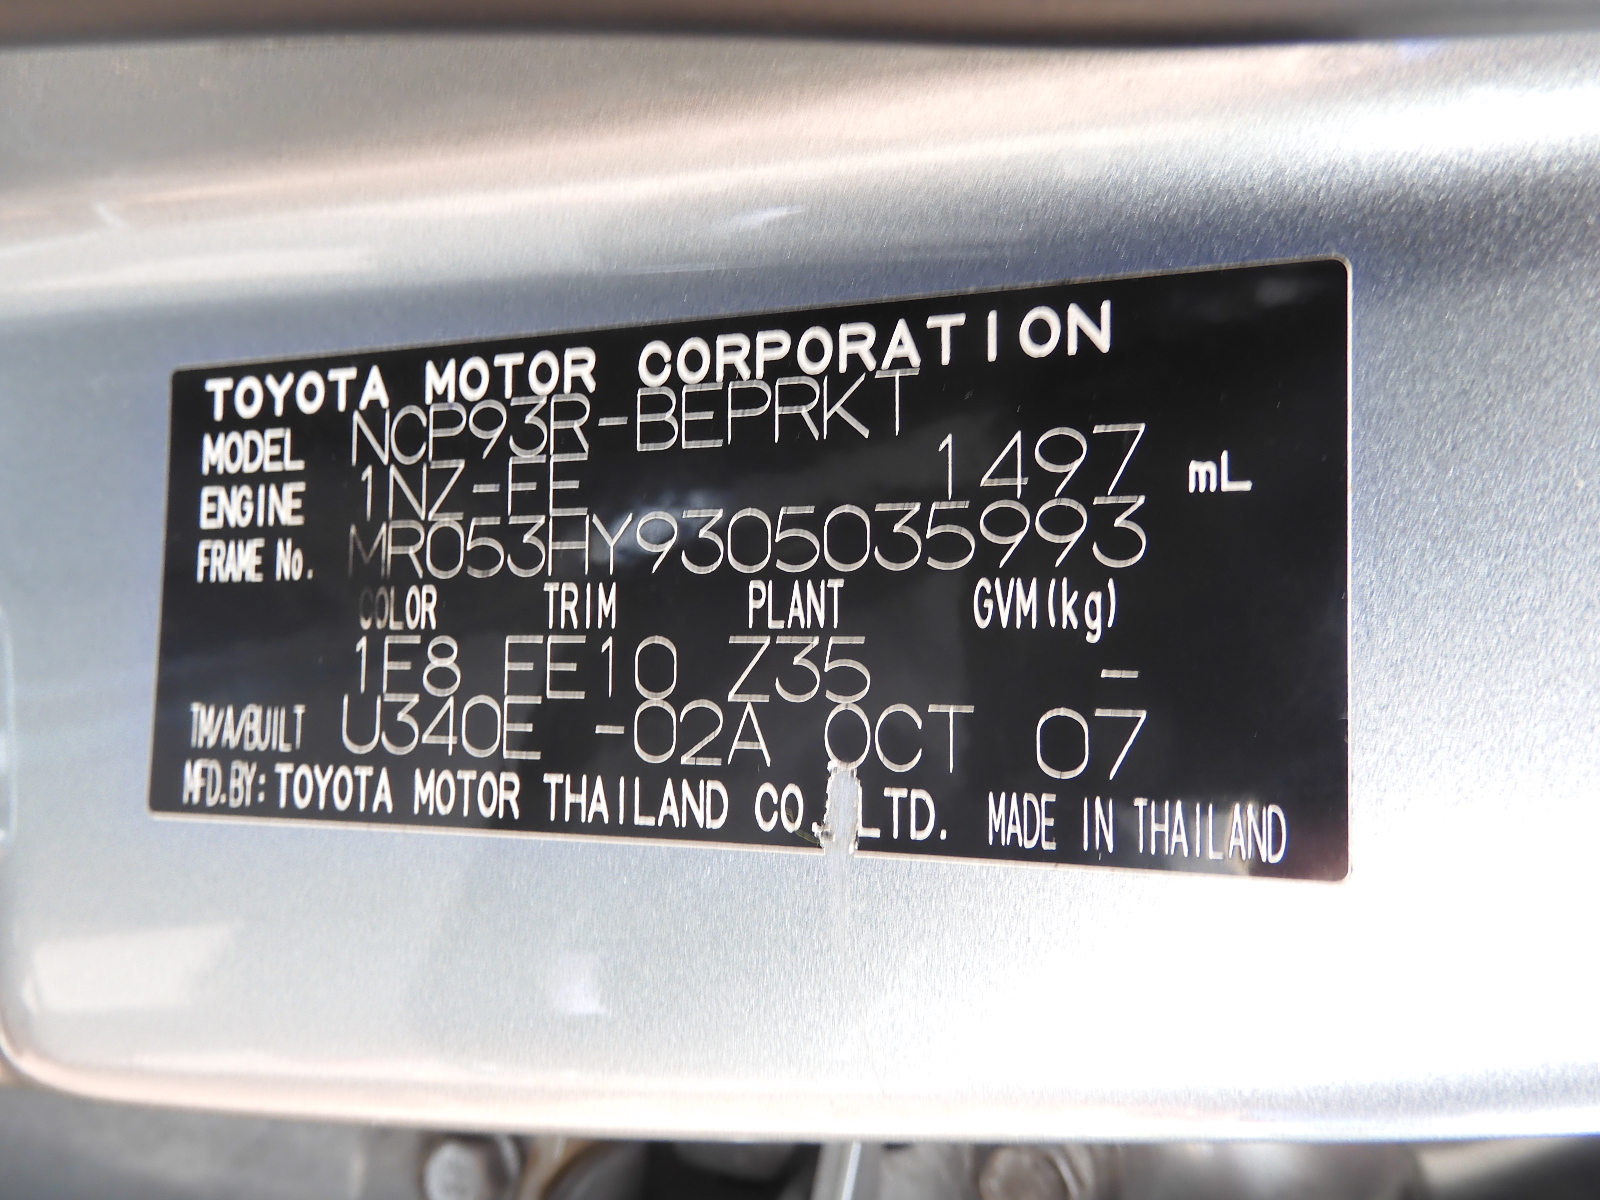 TOYOTA MOTOR CORPORATION
MODEL NCP93R-BEPRKT
ENGINE 1NZ-FE 1497 mL
FRAME No. MR053HY9305035993
COLOR TRIM PLANT GVM(kg)
1E8 FE10 Z35 -
TM/A/BUILT U340E -02A OCT 07
MFD.BY: TOYOTA MOTOR THAILAND CO., LTD. MADE IN THAILAND